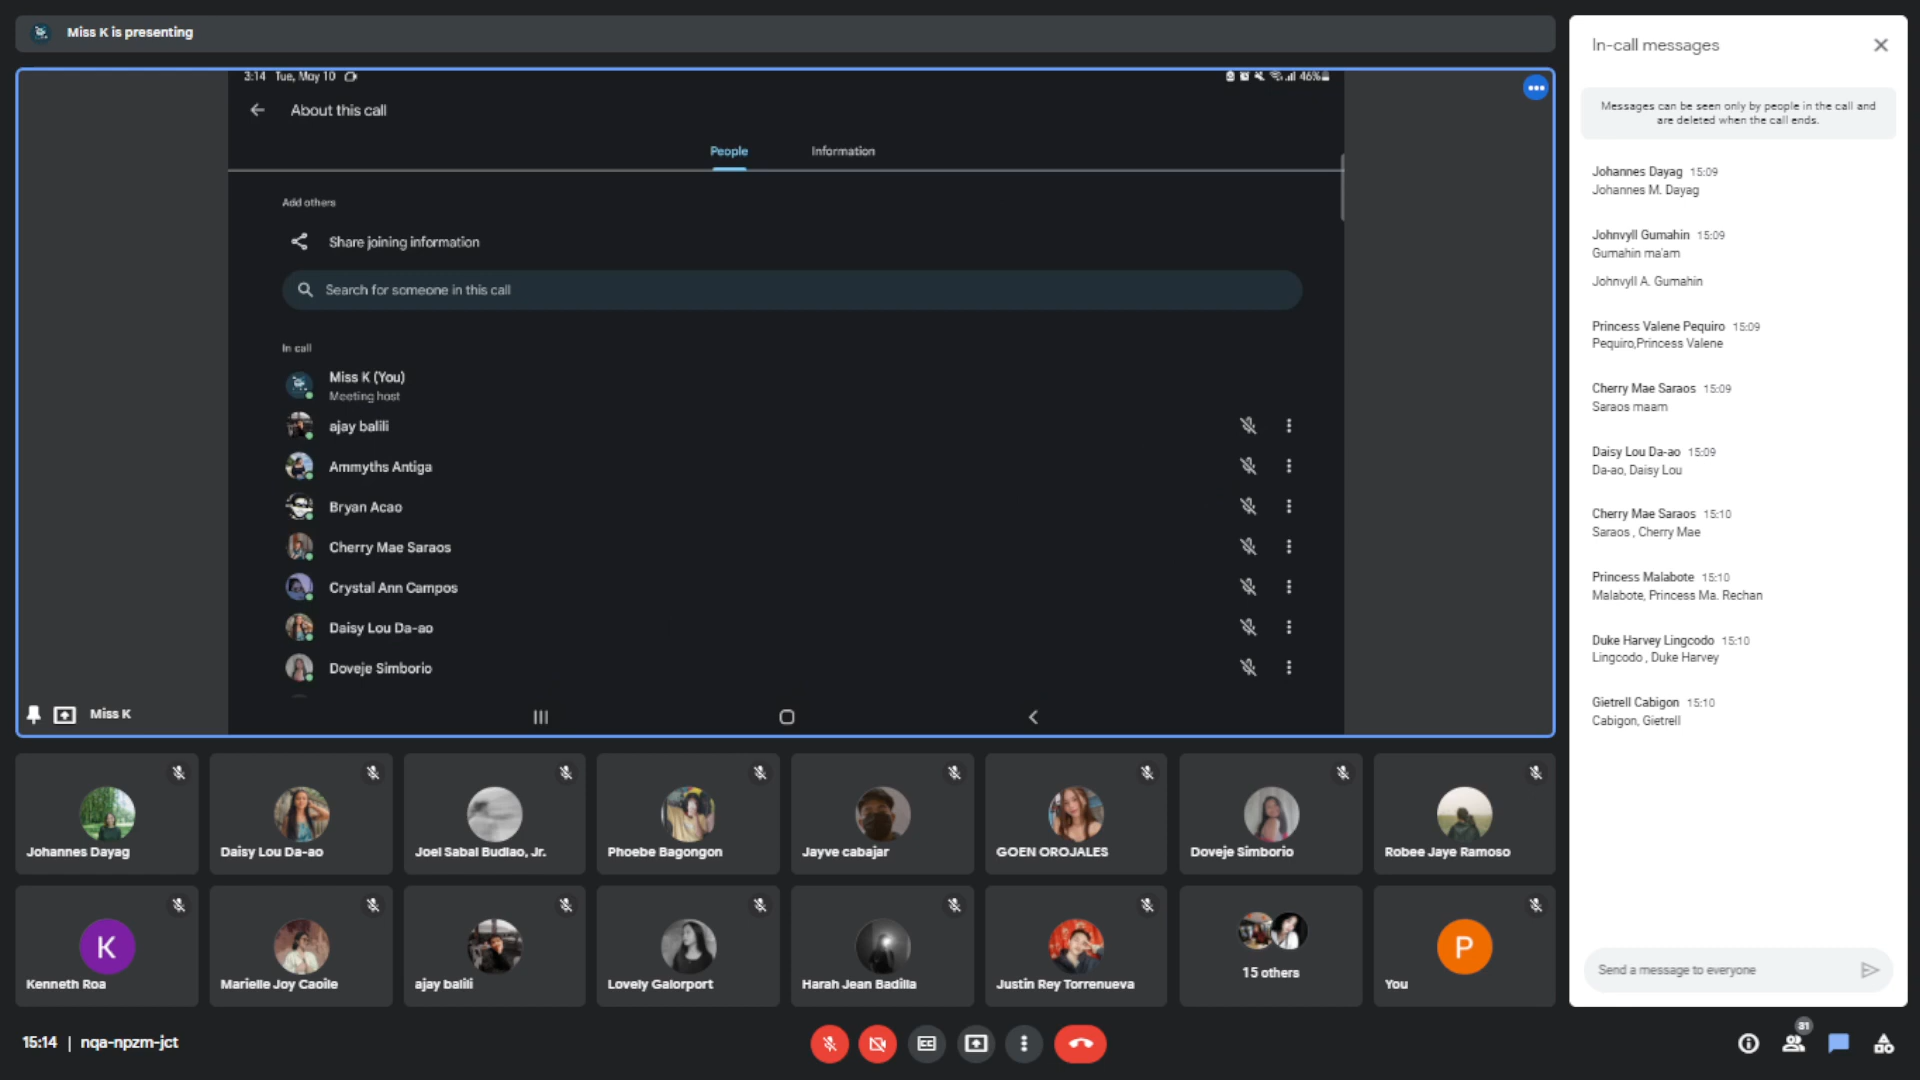 Miss K is presenting
3:14 Tue, May 10
46%
About this call
People Information
Add others
Share joining information
Search for someone in this call
In call
Miss K (You)
Meeting host
ajay balili
Ammyths Antiga
Bryan Acao
Cherry Mae Saraos
Crystal Ann Campos
Daisy Lou Da-ao
Doveje Simborio
Miss K
Johannes Dayag
Daisy Lou Da-ao
Joel Sabal Budlao, Jr.
Phoebe Bagongon
Jayve cabajar
GOEN OROJALES
Doveje Simborio
Robee Jaye Ramoso
K
Kenneth Roa
Marielle Joy Caoile
ajay balili
Lovely Galorport
Harah Jean Badilla
Justin Rey Torrenueva
15 others
P
You
15:14 | nqa-npzm-jct
CC
31
In-call messages
Messages can be seen only by people in the call and
are deleted when the call ends.
Johannes Dayag 15:09
Johannes M. Dayag
Johnvyll Gumahin 15:09
Gumahin ma'am
Johnvyll A. Gumahin
Princess Valene Pequiro 15:09
Pequiro,Princess Valene
Cherry Mae Saraos 15:09
Saraos maam
Daisy Lou Da-ao 15:09
Da-ao, Daisy Lou
Cherry Mae Saraos 15:10
Saraos , Cherry Mae
Princess Malabote 15:10
Malabote, Princess Ma. Rechan
Duke Harvey Lingcodo 15:10
Lingcodo , Duke Harvey
Gietrell Cabigon 15:10
Cabigon, Gietrell
Send a message to everyone